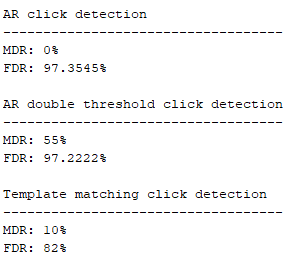 AR click detection
-----------------------------------
MDR: 0%
FDR: 97.3545%
AR double threshold click detection
-----------------------------------
MDR: 55%
FDR: 97.2222%
Template matching click detection
-----------------------------------
MDR: 10%
FDR: 82%